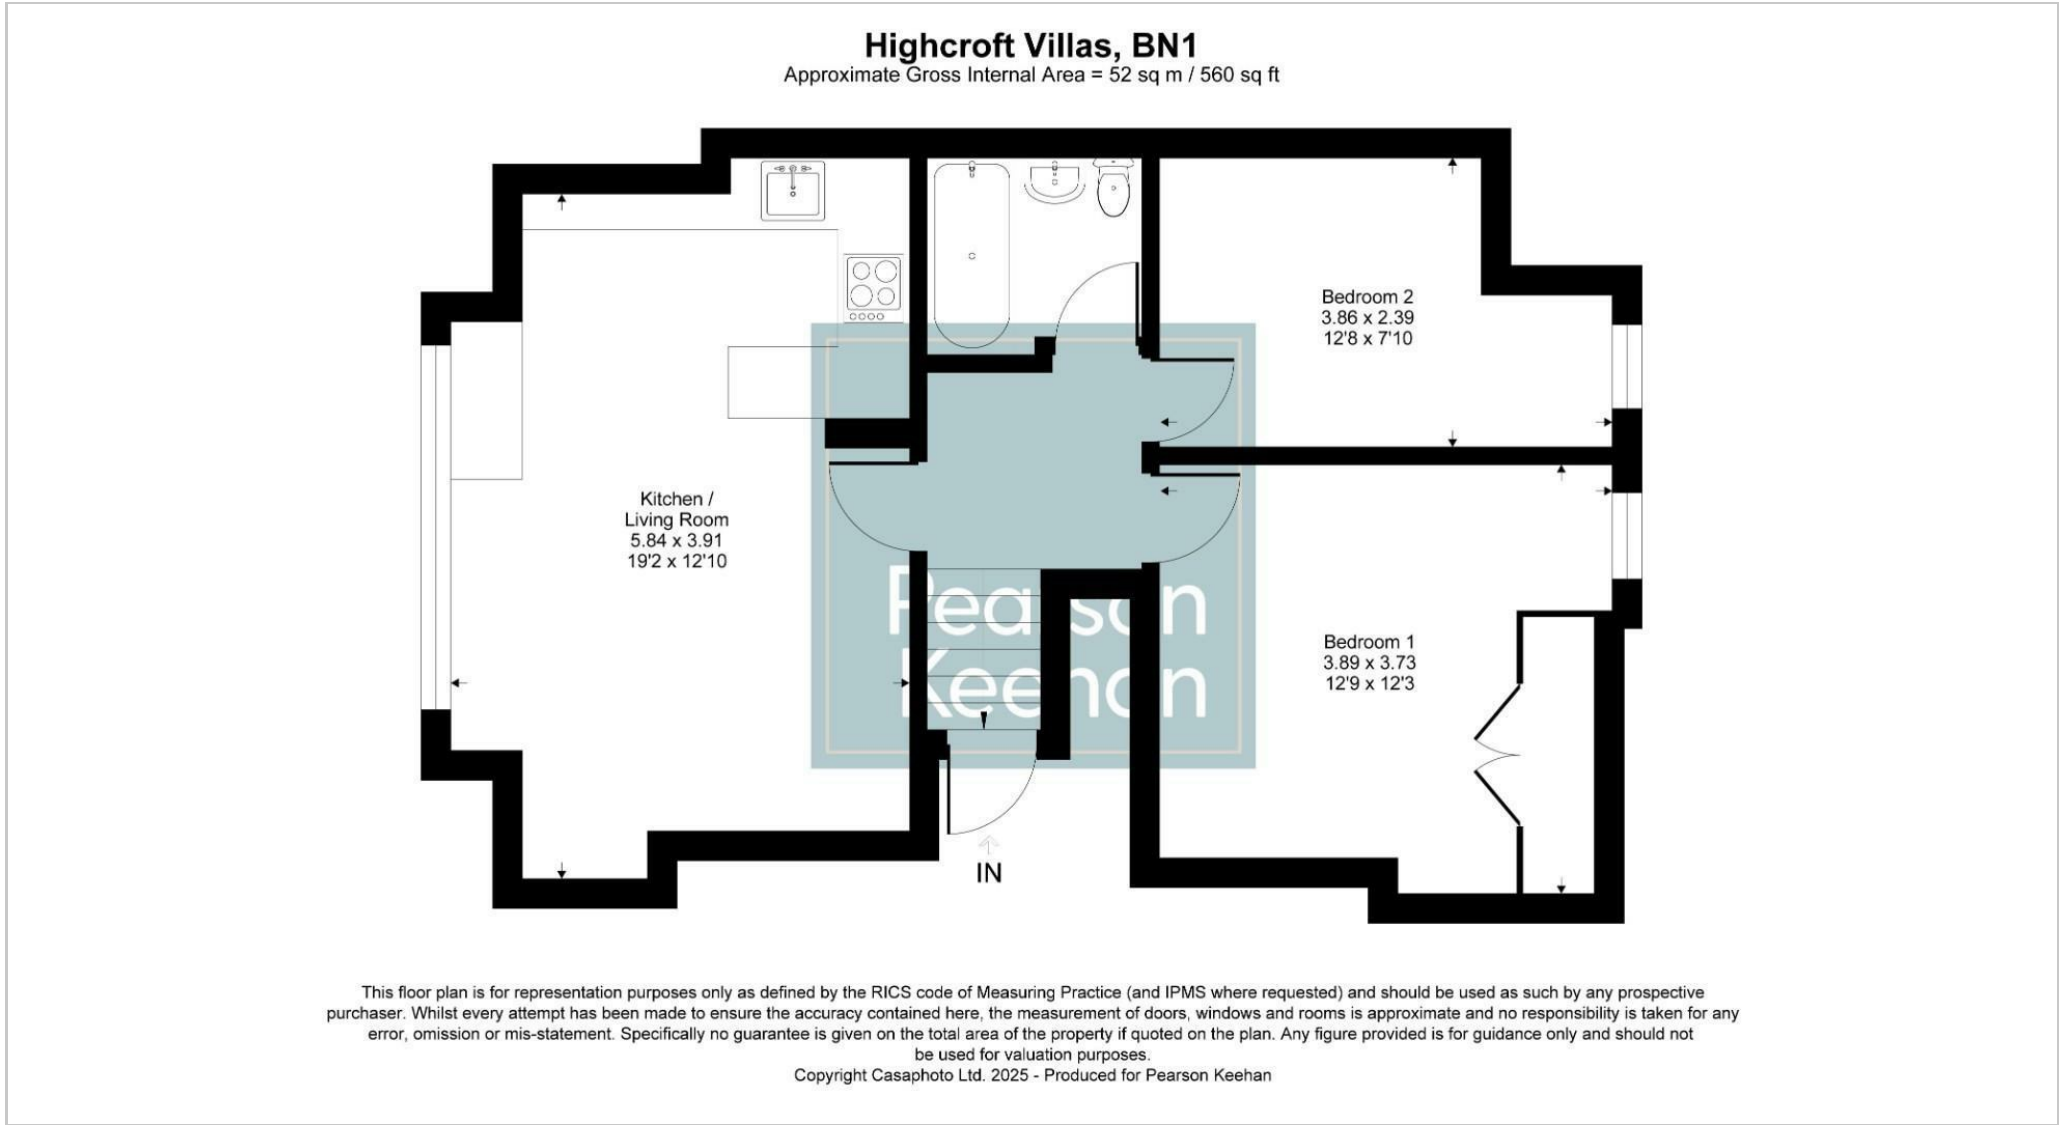 Highcroft Villas, BN1
Approximate Gross Internal Area = 52 sq m / 560 sq ft
Bedroom 2
3.86 x 2.39
12'8 x 7'10
Kitchen /
Living Room
5.84 x 3.91
19'2 x 12'10
Pearson
Keehan
Bedroom 1
3.89 x 3.73
12'9 x 12'3
IN
This floor plan is for representation purposes only as defined by the RICS code of Measuring Practice (and IPMS where requested) and should be used as such by any prospective
purchaser. Whilst every attempt has been made to ensure the accuracy contained here, the measurement of doors, windows and rooms is approximate and no responsibility is taken for any
error, omission or mis-statement. Specifically no guarantee is given on the total area of the property if quoted on the plan. Any figure provided is for guidance only and should not
be used for valuation purposes.
Copyright Casaphoto Ltd. 2025 - Produced for Pearson Keehan